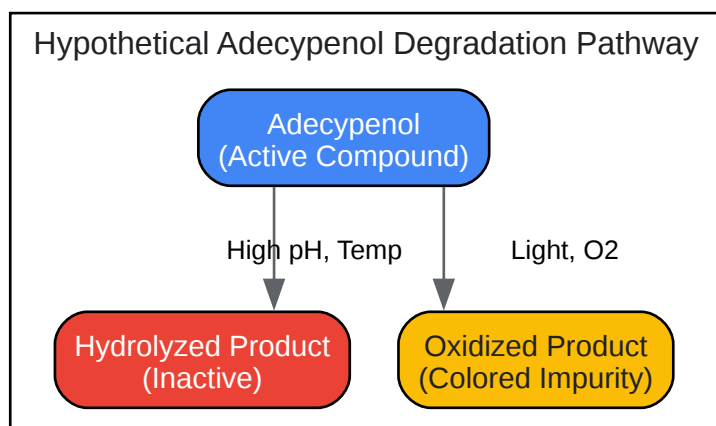 Hypothetical Adecypenol Degradation Pathway
Adecypenol
(Active Compound)
High pH, Temp
Light, O2
Hydrolyzed Product
(Inactive)
Oxidized Product
(Colored Impurity)